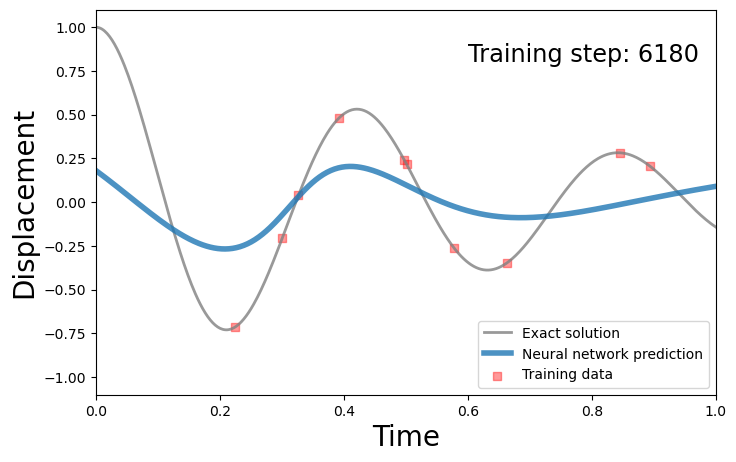 Training step: 6180
Displacement
1.00
0.75
0.50
0.25
0.00
−0.25
−0.50
−0.75
−1.00
Exact solution
Neural network prediction
Training data
0.0 0.2 0.4 0.6 0.8 1.0
Time